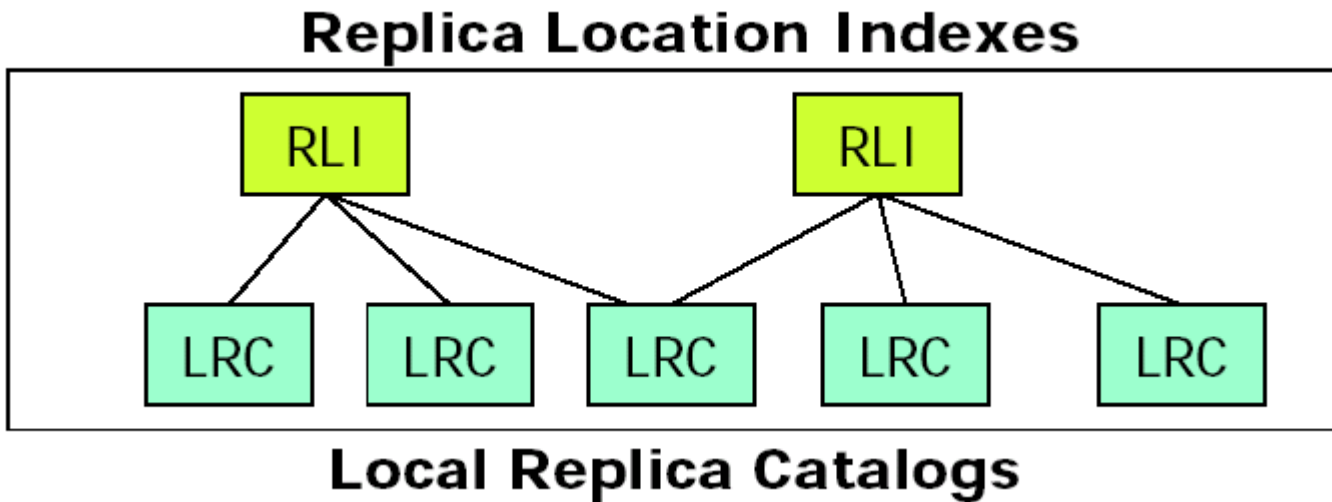 Replica Location Indexes
RLI RLI
LRC LRC LRC LRC LRC
Local Replica Catalogs